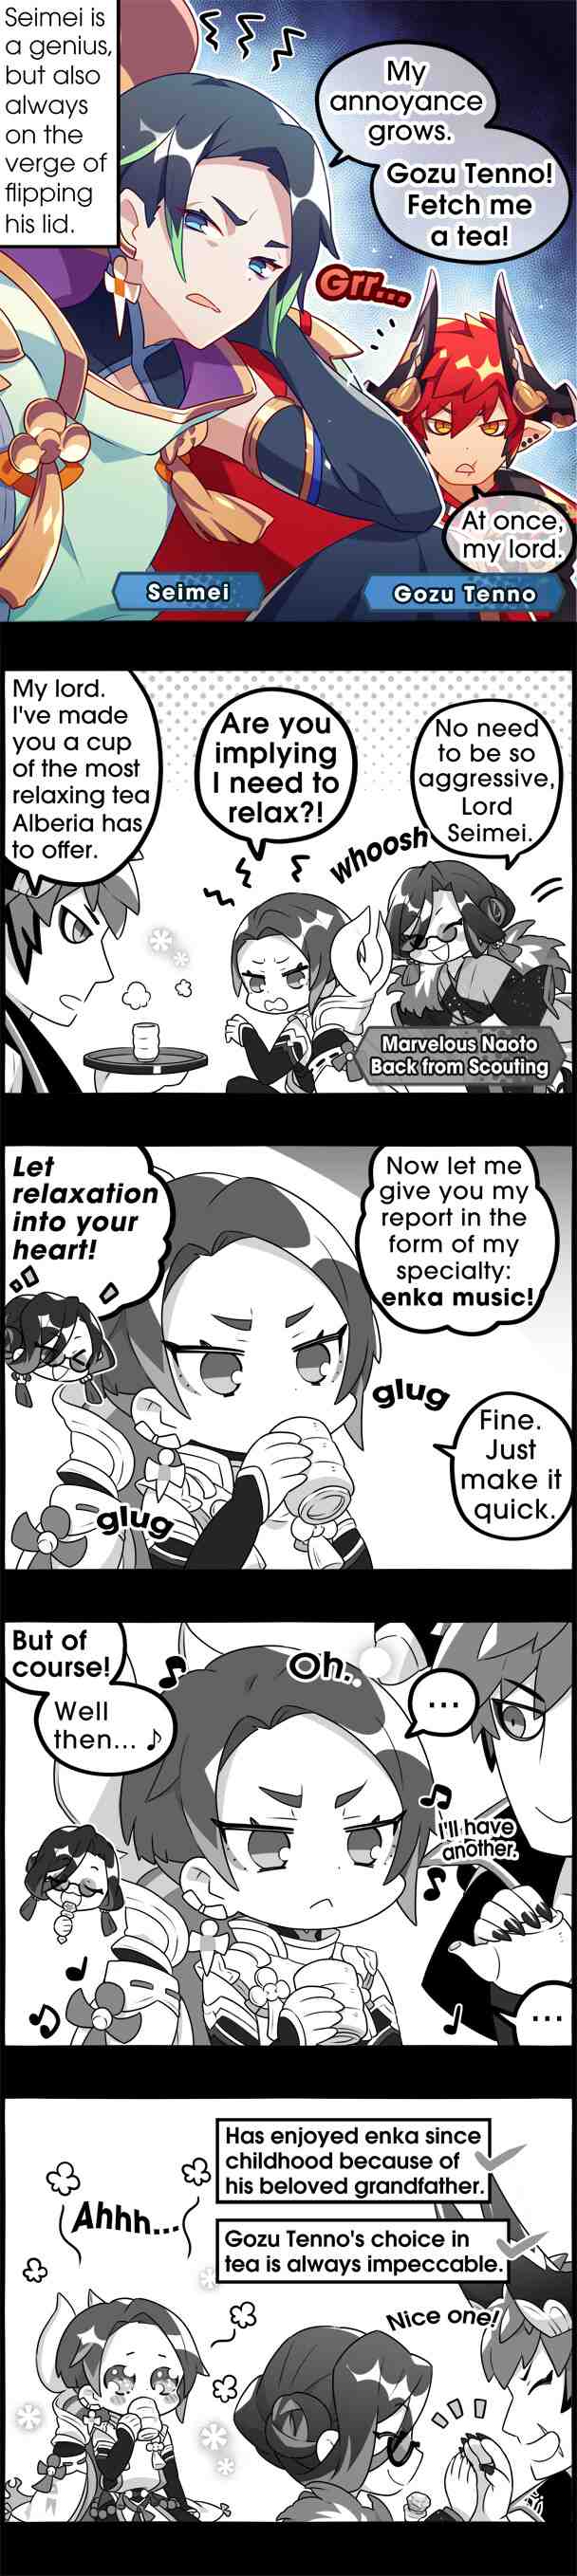 Seimei is
a genius,
but also
always
on the
verge of
flipping
his lid.
My
annoyance
grows.
Gozu Tenno!
Fetch me
a tea!
Grr...
At once,
my lord.
Seimei
Gozu Tenno
My lord.
I've made
you a cup
of the most
relaxing tea
Alberia has
to offer.
Are you
implying
I need to
relax?!
No need
to be so
aggressive,
Lord
Seimei.
whoosh
Marvelous Naoto
Back from Scouting
Let
relaxation
into your
heart!
Now let me
give you my
report in the
form of my
specialty:
enka music!
glug
Fine.
Just
make it
quick.
glug
But of
course!
Well
then...♪
Oh..
...
I'll have
another.
...
Has enjoyed enka since
childhood because of
his beloved grandfather.
Ahhh...
Gozu Tenno's choice in
tea is always impeccable.
Nice one!